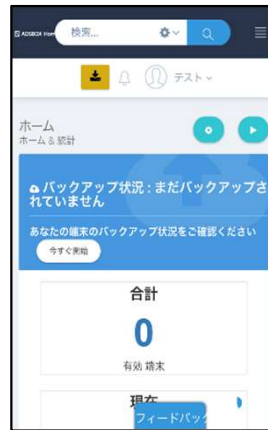 ADSBOX Hom
検索...
テスト
ホーム
ホーム & 統計
バックアップ状況 : まだバックアップさ
れていません
あなたの端末のバックアップ状況をご確認ください
今すぐ開始
合計
0
有効 端末
現在
フィードバック